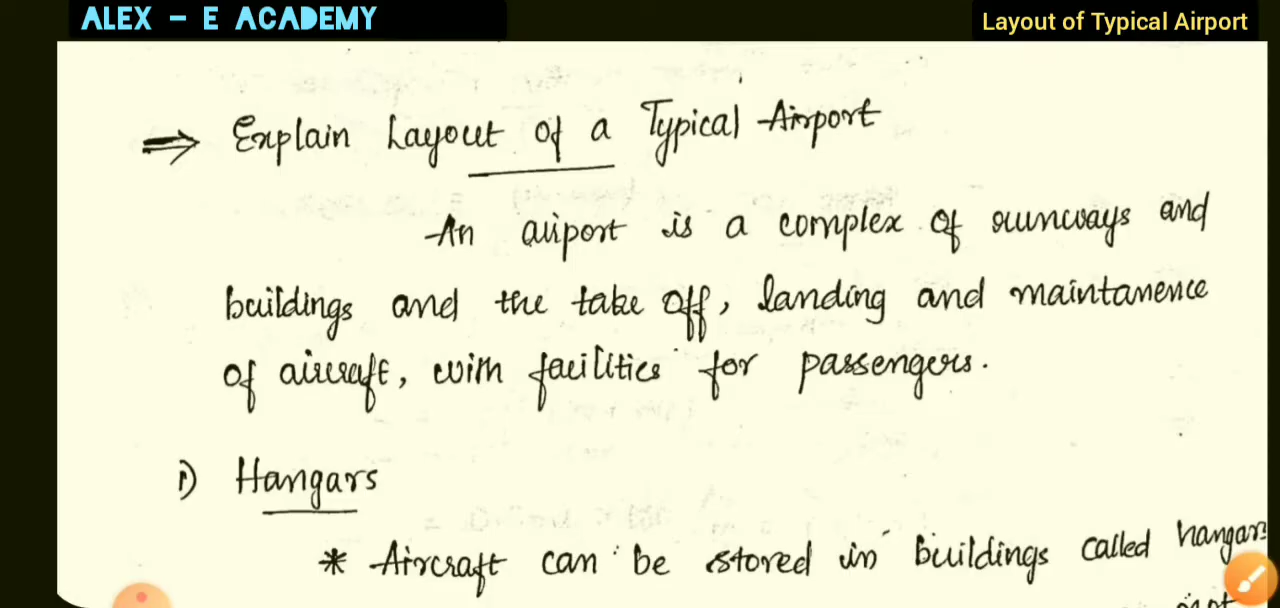 ALEX - E ACADEMY
Layout of Typical Airport
⇒ Explain Layout of a Typical Airport
An airport is a complex of runways and
buildings and the take off, landing and maintanence
of aircraft, with facilities for passengers.
1) Hangars
* Aircraft can be stored in buildings called hangars